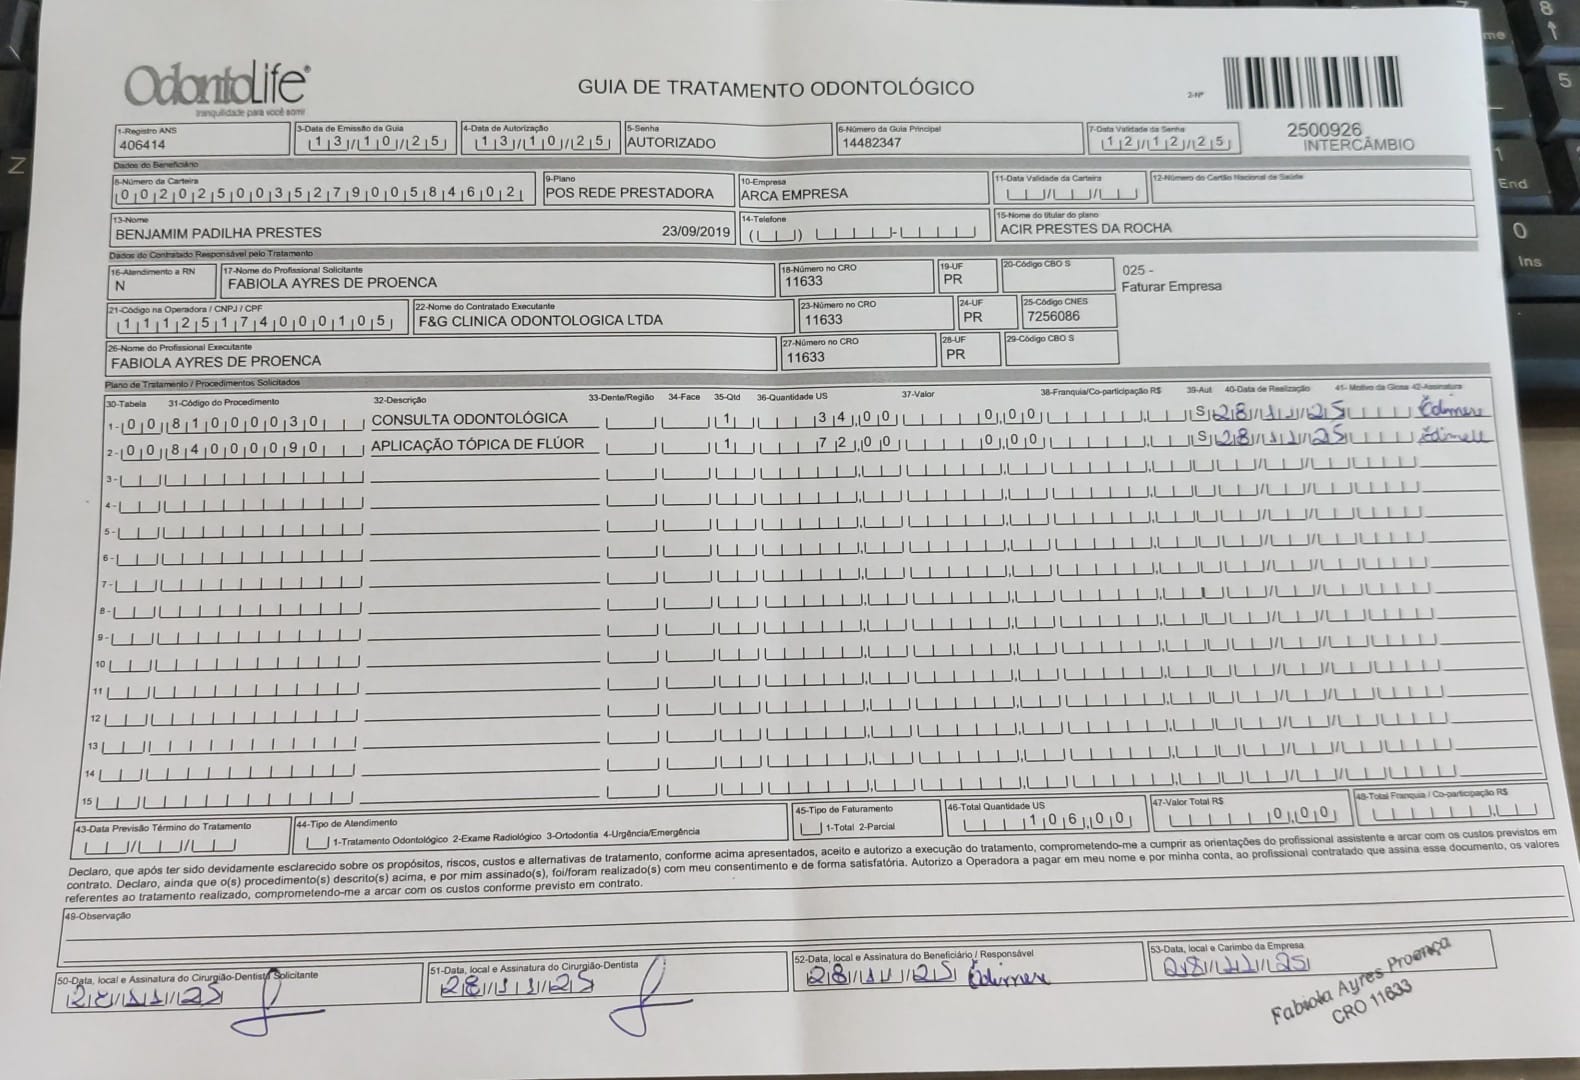 OdontoLife®
tranquilidade para você sorrir
GUIA DE TRATAMENTO ODONTOLÓGICO
2-Nº
2500926
INTERCÂMBIO
1-Registro ANS
406414
3-Data de Emissão da Guia
13/10/25
4-Data de Autorização
13/10/25
5-Senha
AUTORIZADO
6-Número da Guia Principal
14482347
7-Data Validade da Senha
12/12/25
Dados do Beneficiário
8-Número da Carteira
00202500352790058460 2
9-Plano
POS REDE PRESTADORA
10-Empresa
ARCA EMPRESA
11-Data Validade da Carteira
12-Número do Cartão Nacional de Saúde
13-Nome
BENJAMIM PADILHA PRESTES 23/09/2019
14-Telefone
15-Nome do titular do plano
ACIR PRESTES DA ROCHA
Dados do Contratado Responsável pelo Tratamento
16-Atendimento a RN
N
17-Nome do Profissional Solicitante
FABIOLA AYRES DE PROENCA
18-Número no CRO
11633
19-UF
PR
20-Código CBO S
025 -
Faturar Empresa
21-Código na Operadora / CNPJ / CPF
11125174000105
22-Nome do Contratado Executante
F&G CLINICA ODONTOLOGICA LTDA
23-Número no CRO
11633
24-UF
PR
25-Código CNES
7256086
26-Nome do Profissional Executante
FABIOLA AYRES DE PROENCA
27-Número no CRO
11633
28-UF
PR
29-Código CBO S
Plano de Tratamento / Procedimentos Solicitados
30-Tabela 31-Código do Procedimento 32-Descrição 33-Dente/Região 34-Face 35-Qtd 36-Quantidade US 37-Valor 38-Franquia/Co-participação R$ 39-Aut 40-Data de Realização 41- Motivo da Glosa 42-Assinatura
1- 00 81000030 CONSULTA ODONTOLÓGICA 1 34,00 0,00 S 28/11/25
2- 00 84000090 APLICAÇÃO TÓPICA DE FLÚOR 1 72,00 0,00 S 28/11/25
3-
4-
5-
6-
7-
8-
9-
10
11
12
13
14
15
43-Data Previsão Término do Tratamento
44-Tipo de Atendimento
1-Tratamento Odontológico 2-Exame Radiológico 3-Ortodontia 4-Urgência/Emergência
45-Tipo de Faturamento
1-Total 2-Parcial
46-Total Quantidade US
106,00
47-Valor Total R$
0,00
48-Total Franquia / Co-participação R$
Declaro, que após ter sido devidamente esclarecido sobre os propósitos, riscos, custos e alternativas de tratamento, conforme acima apresentados, aceito e autorizo a execução do tratamento, comprometendo-me a cumprir as orientações do profissional assistente e arcar com os custos previstos em
contrato. Declaro, ainda que o(s) procedimento(s) descrito(s) acima, e por mim assinado(s), foi/foram realizado(s) com meu consentimento e de forma satisfatória. Autorizo a Operadora a pagar em meu nome e por minha conta, ao profissional contratado que assina esse documento, os valores
referentes ao tratamento realizado, comprometendo-me a arcar com os custos conforme previsto em contrato.
49-Observação
50-Data, local e Assinatura do Cirurgião-Dentista Solicitante
28/11/25
51-Data, local e Assinatura do Cirurgião-Dentista
28/11/25
52-Data, local e Assinatura do Beneficiário / Responsável
28/11/25
53-Data, local e Carimbo da Empresa
28/11/25
Fabiola Ayres Proença
CRO 11633